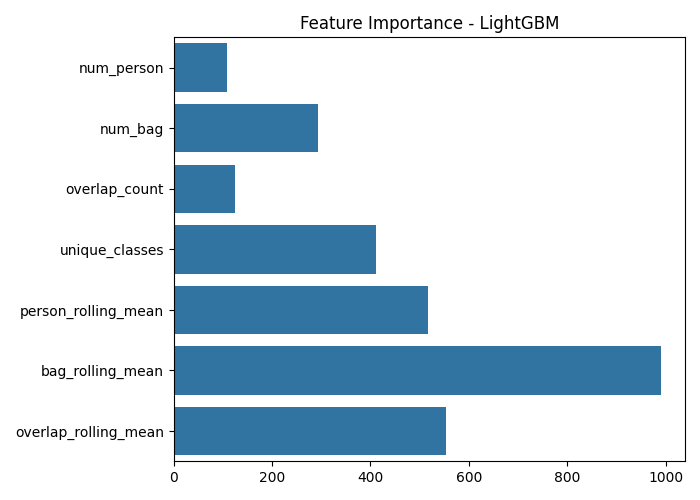 Feature Importance - LightGBM
num_person
num_bag
overlap_count
unique_classes
person_rolling_mean
bag_rolling_mean
overlap_rolling_mean
0 200 400 600 800 1000